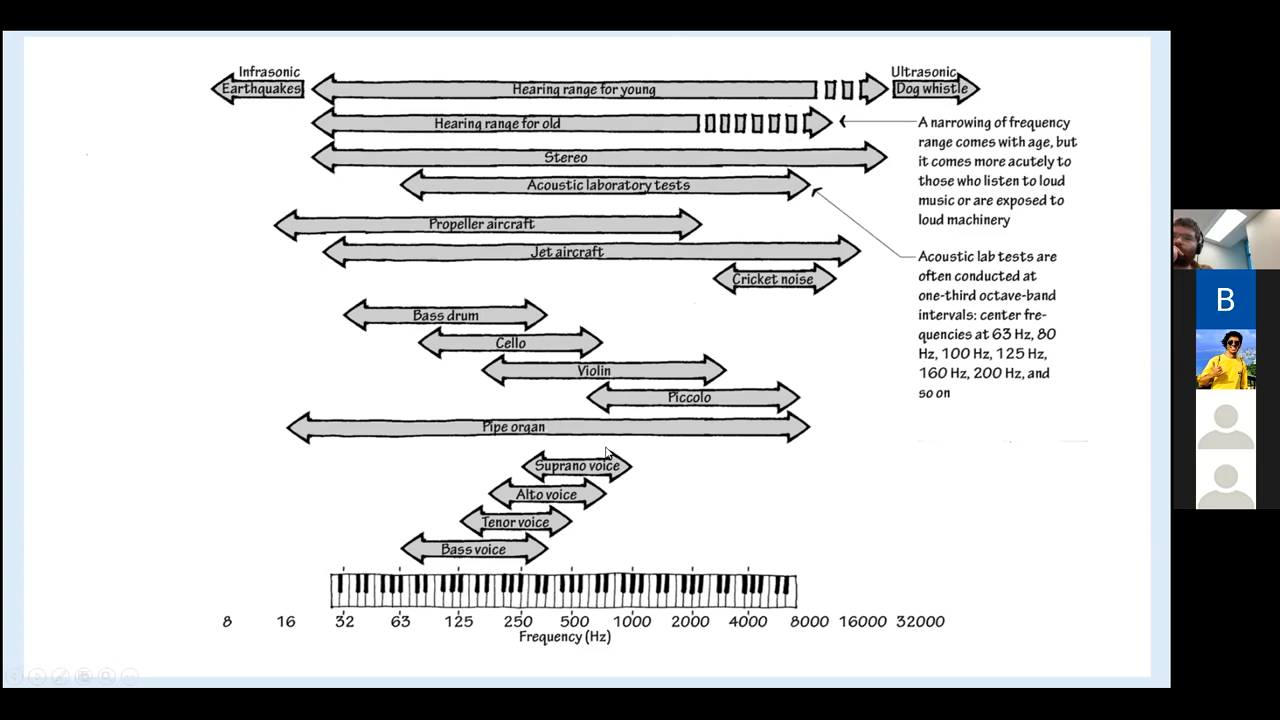 Infrasonic
Ultrasonic
Earthquakes
Hearing range for young
Dog whistle
Hearing range for old
A narrowing of frequency
range comes with age, but
it comes more acutely to
those who listen to loud
music or are exposed to
loud machinery
Stereo
Acoustic laboratory tests
Propeller aircraft
Jet aircraft
Acoustic lab tests are
often conducted at
one-third octave-band
intervals: center fre-
quencies at 63 Hz, 80
Hz, 100 Hz, 125 Hz,
160 Hz, 200 Hz, and
so on
Cricket noise
Bass drum
Cello
Violin
Piccolo
Pipe organ
Suprano voice
Alto voice
Tenor voice
Bass voice
8 16 32 63 125 250 500 1000 2000 4000 8000 16000 32000
Frequency (Hz)
B